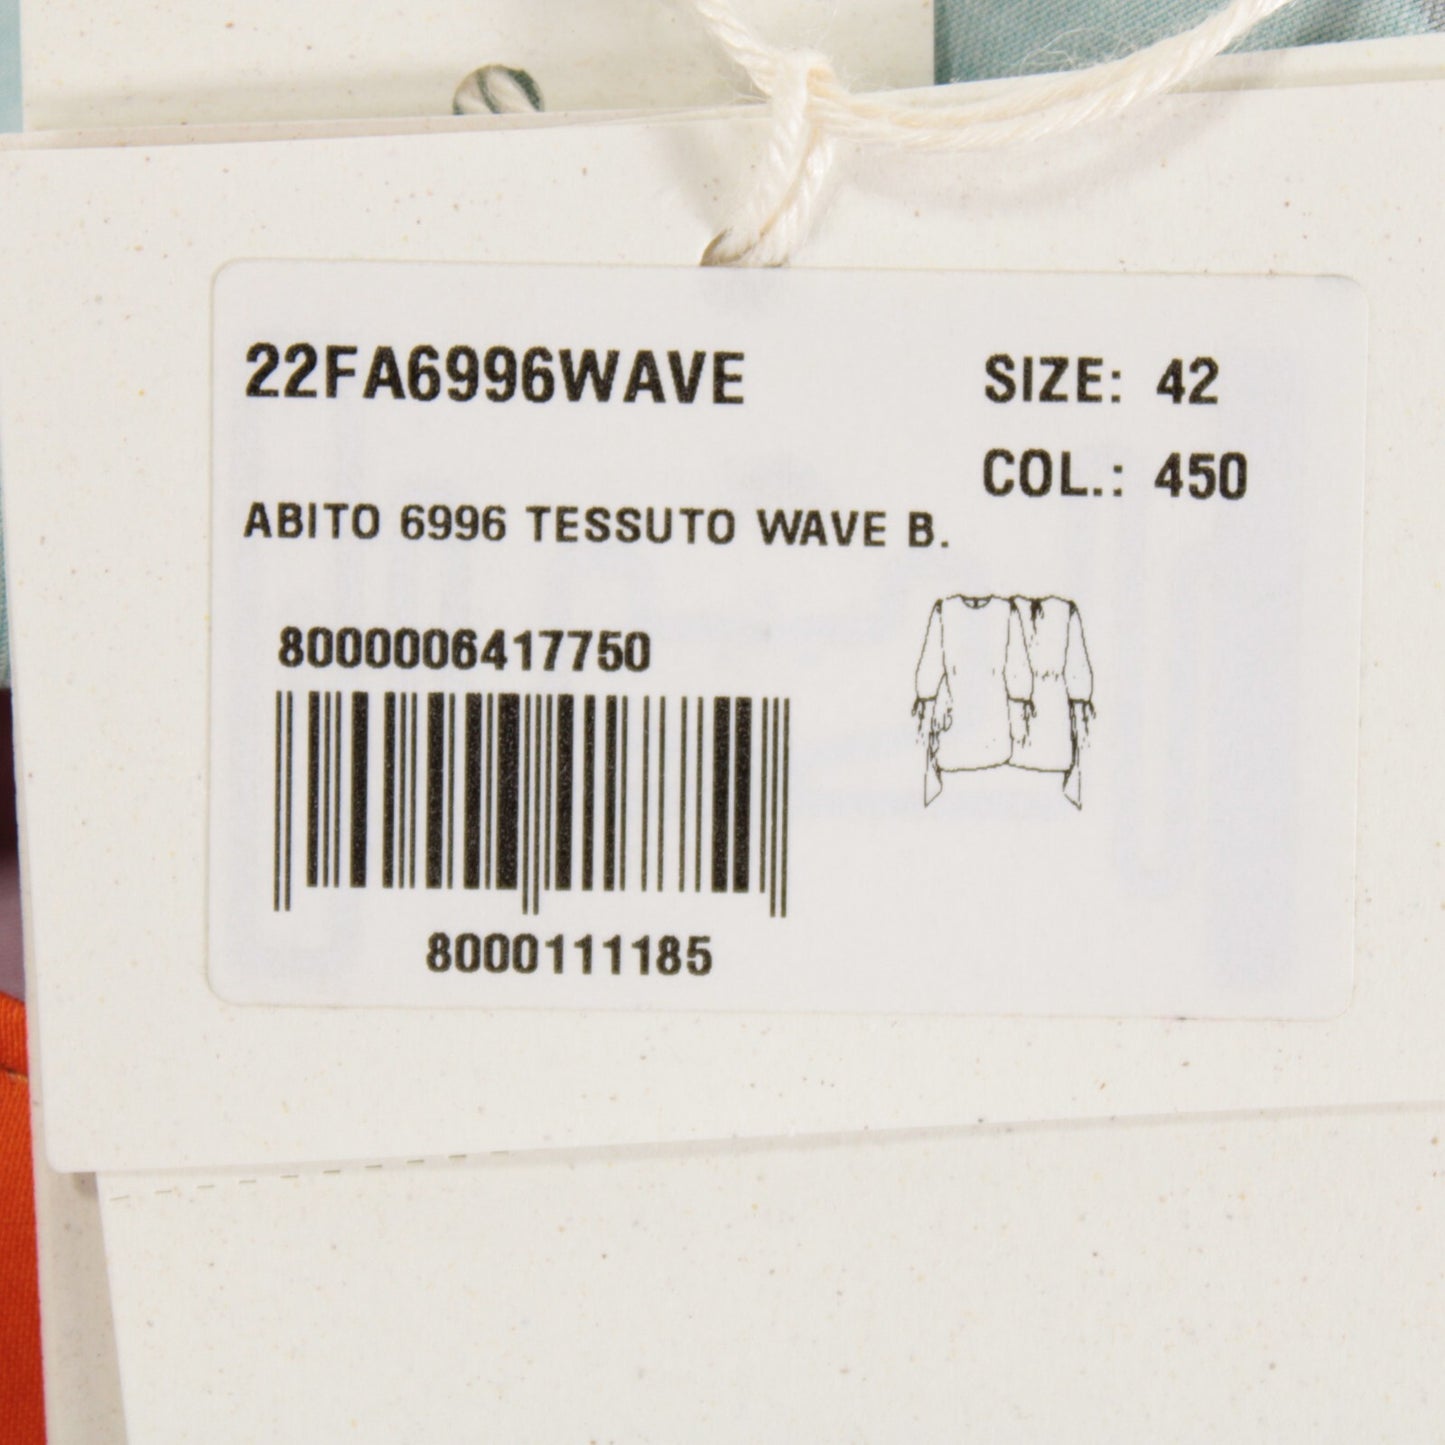 22FA6996WAVE
SIZE: 42
COL.: 450
ABITO 6996 TESSUTO WAVE B.
8000006417750
8000111185